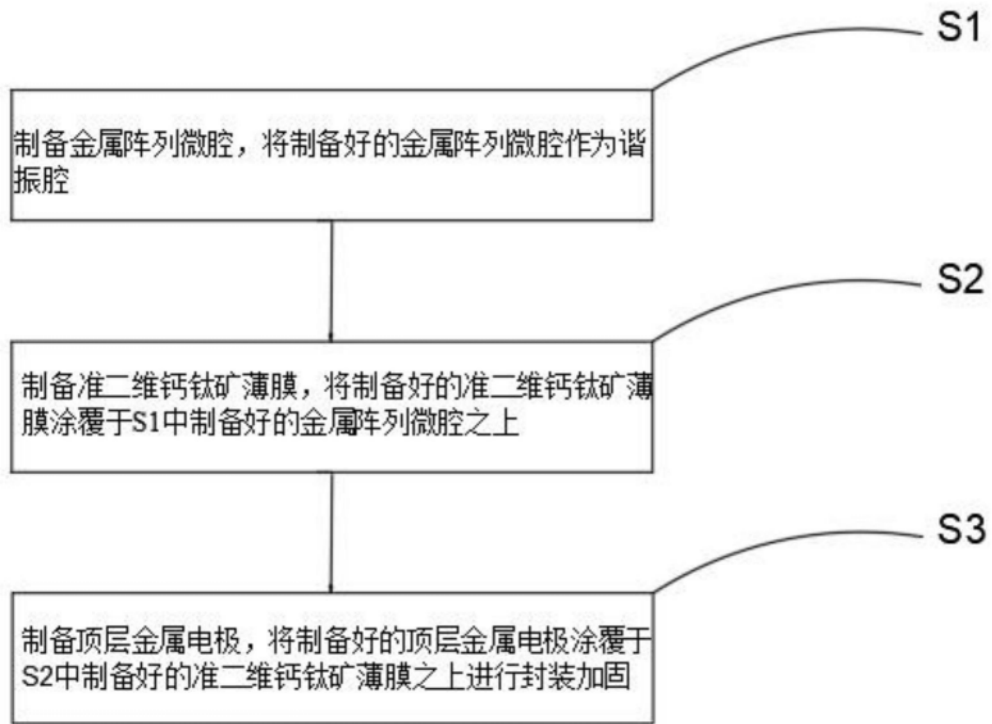 S1
制备金属阵列微腔，将制备好的金属阵列微腔作为谐
振腔
S2
制备准二维钙钛矿薄膜，将制备好的准二维钙钛矿薄
膜涂覆于S1中制备好的金属阵列微腔之上
S3
制备顶层金属电极，将制备好的顶层金属电极涂覆于
S2中制备好的准二维钙钛矿薄膜之上进行封装加固